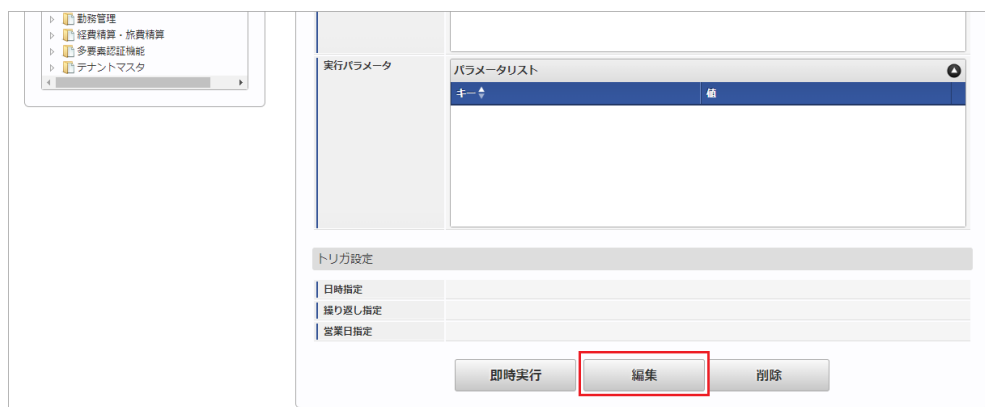 勤務管理
経費精算・旅費精算
多要素認証機能
テナントマスタ
実行パラメータ
パラメータリスト
キー 値
トリガ設定
日時指定
繰り返し指定
営業日指定
即時実行 編集 削除